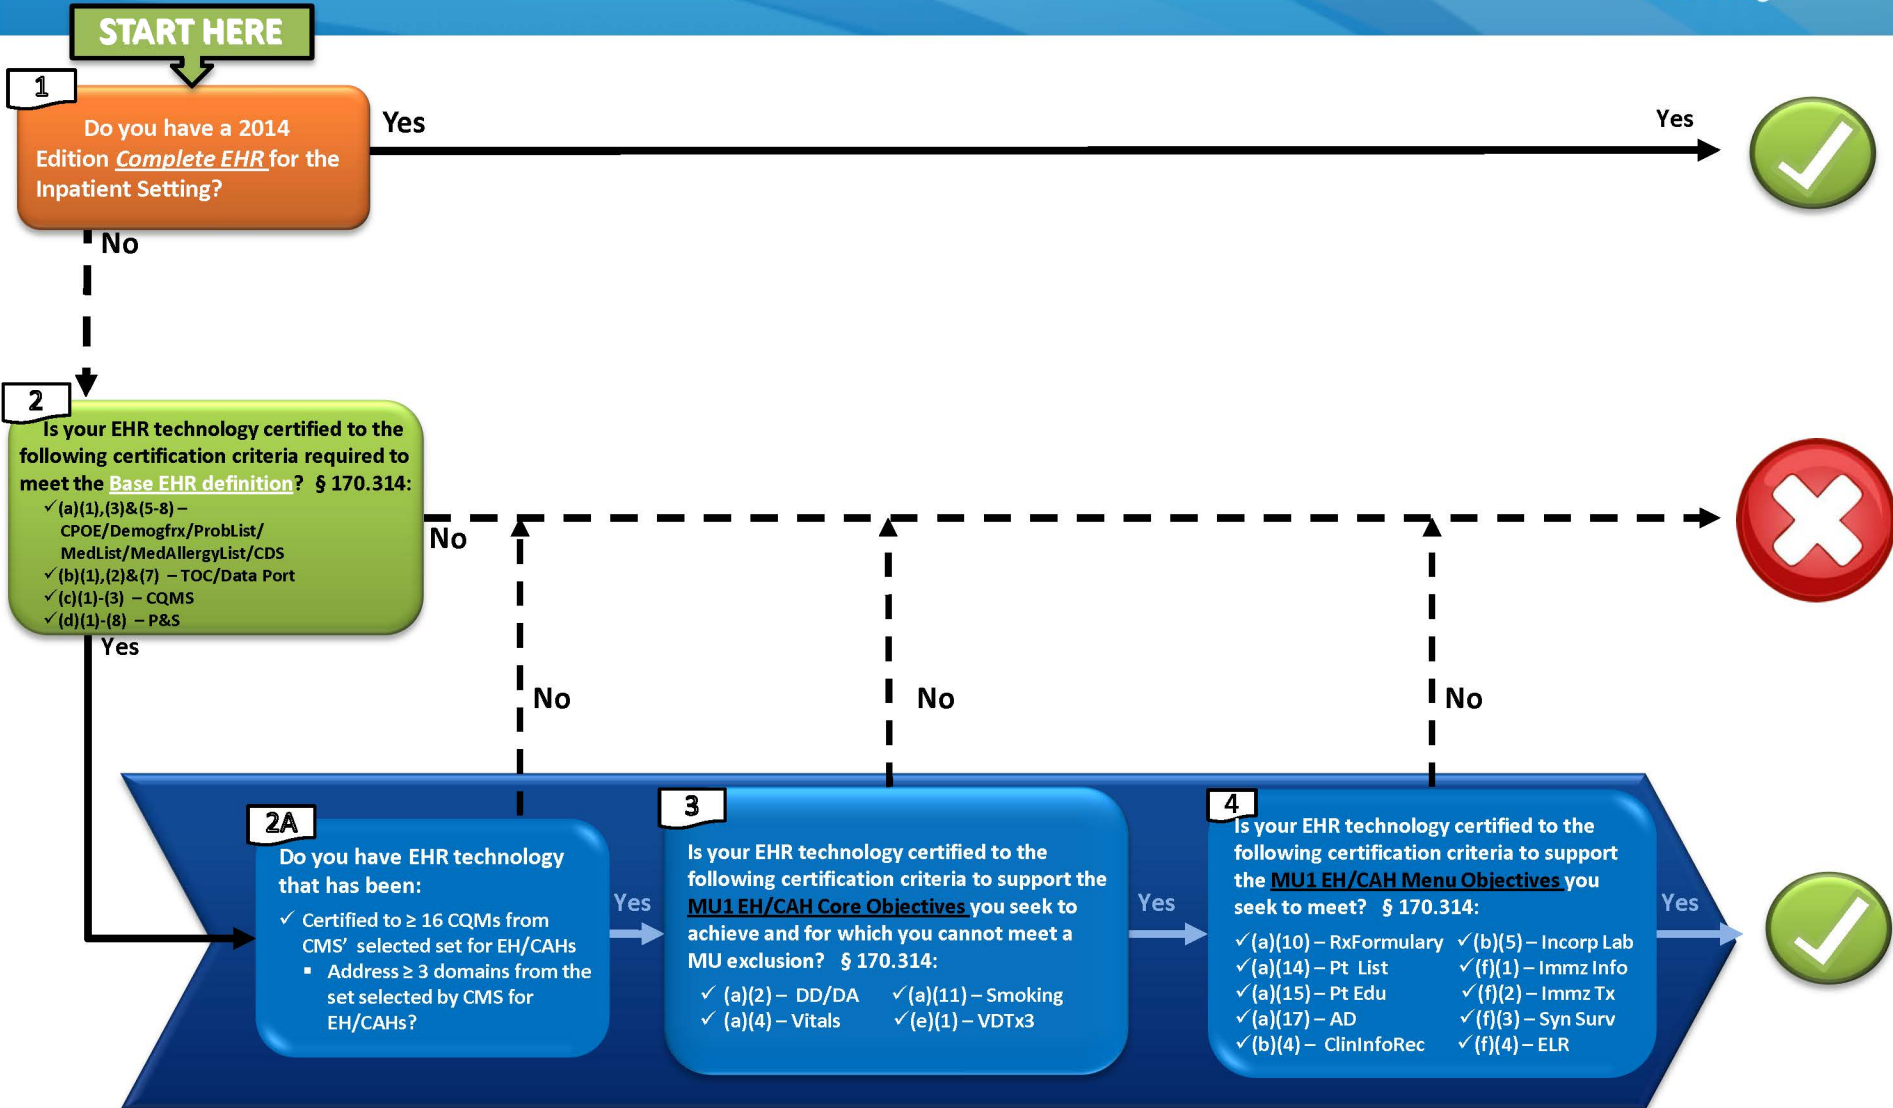 START HERE
1
Do you have a 2014
Edition Complete EHR for the
Inpatient Setting?
Yes
Yes
No
2
Is your EHR technology certified to the
following certification criteria required to
meet the Base EHR definition? § 170.314:
✓(a)(1),(3)&(5-8) –
CPOE/Demogfrx/ProbList/
MedList/MedAllergyList/CDS
✓(b)(1),(2)&(7) – TOC/Data Port
✓(c)(1)-(3) – CQMS
✓(d)(1)-(8) – P&S
No
Yes
No
No
No
2A
Do you have EHR technology
that has been:
✓ Certified to ≥ 16 CQMs from
CMS’ selected set for EH/CAHs
▪ Address ≥ 3 domains from the
set selected by CMS for
EH/CAHs?
Yes
3
Is your EHR technology certified to the
following certification criteria to support the
MU1 EH/CAH Core Objectives you seek to
achieve and for which you cannot meet a
MU exclusion? § 170.314:
✓ (a)(2) – DD/DA ✓(a)(11) – Smoking
✓ (a)(4) – Vitals ✓(e)(1) – VDTx3
Yes
4
Is your EHR technology certified to the
following certification criteria to support
the MU1 EH/CAH Menu Objectives you
seek to meet? § 170.314:
✓(a)(10) – RxFormulary ✓(b)(5) – Incorp Lab
✓(a)(14) – Pt List ✓(f)(1) – Immz Info
✓(a)(15) – Pt Edu ✓(f)(2) – Immz Tx
✓(a)(17) – AD ✓(f)(3) – Syn Surv
✓(b)(4) – ClinInfoRec ✓(f)(4) – ELR
Yes